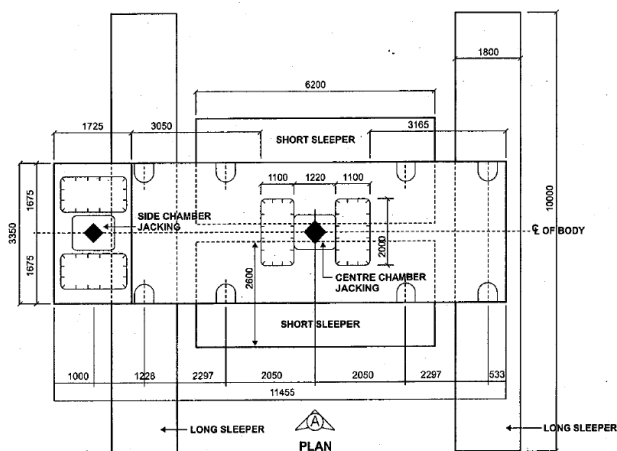 1800
6200
1725
3050
SHORT SLEEPER
3165
1100
1220
1100
1675
SIDE CHAMBER
JACKING
3350
10000
℄ OF BODY
2000
1675
2600
CENTRE CHAMBER
JACKING
SHORT SLEEPER
1000
1226
2297
2050
2050
2297
533
11455
LONG SLEEPER
A
LONG SLEEPER
PLAN